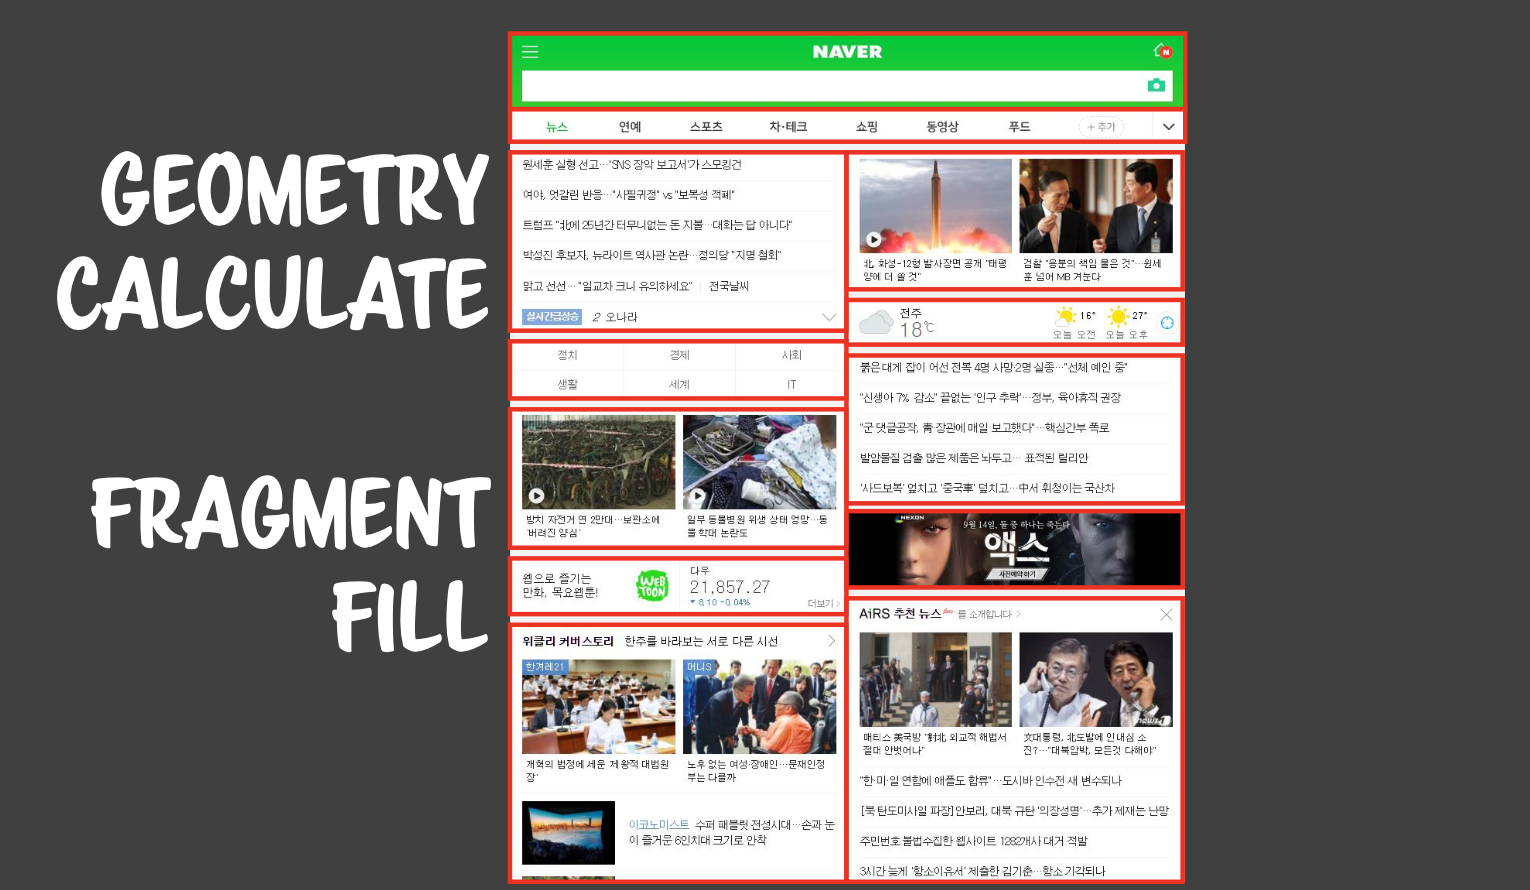 GEOMETRY
CALCULATE
FRAGMENT
FILL
NAVER
N
뉴스 연예 스포츠 차·테크 쇼핑 동영상 푸드 + 추가
원세훈 실형 선고…'SNS 장악 보고서'가 스모킹건
여야, 엇갈린 반응…"사필귀정" vs "보복성 적폐"
트럼프 "北에 25년간 터무니없는 돈 지불…대화는 답 아니다"
박성진 후보자, 뉴라이트 역사관 논란…정의당 "지명 철회"
맑고 선선… "일교차 크니 유의하세요" | 전국날씨
실시간급상승 2 오나라
정치 경제 사회
생활 세계 IT
방치 자전거 연 2만대…보관소에
'버려진 양심'
일부 동물병원 위생 상태 엉망…동
물 학대 논란도
웹으로 즐기는
만화, 목요웹툰!
WEB
TOON
다우
21,857.27
▼ 8.10 -0.04%
더보기 >
위클리 커버스토리 한주를 바라보는 서로 다른 시선
한겨레21
개혁의 법정에 세운 '제왕적 대법원
장'
머니S
노후 없는 여성·장애인…문재인정
부는 다를까
이코노미스트 수퍼 패블릿 전성시대…손과 눈
이 즐거운 6인치대 크기로 안착
北, 화성-12형 발사장면 공개 "태평
양에 더 쏠 것"
검찰 "응분의 책임 물은 것"…원세
훈 넘어 MB 겨눈다
전주
18℃
16° 27°
오늘 오전 오늘 오후
붉은대게 잡이 어선 전복 4명 사망·2명 실종…"선체 예인 중"
"신생아 7% 감소" 끝없는 '인구 추락'…정부, 육아휴직 권장
"군 댓글공작, 靑·장관에 매일 보고했다"…핵심간부 폭로
발암물질 검출 많은 제품은 놔두고… 표적된 릴리안
'사드보복' 덮치고 '중국車' 덮치고…中서 휘청이는 국산차
NEXON
9월 14일, 둘 중 하나는 죽는다
액스
사전예약하기
AiRS 추천 뉴스 Beta 를 소개합니다 >
매티스 美국방 "對北, 외교적 해법서
절대 안벗어나"
news1
文대통령, 北도발에 인내심 소
진?…"대북압박, 모든것 다해야"
"한·미·일 연합에 애플도 합류"…도시바 인수전 새 변수되나
[북 탄도미사일 파장]안보리, 대북 규탄 '의장성명'…추가 제재는 난망
주민번호 불법수집한 웹사이트 1282개사 대거 적발
3시간 늦게 '항소이유서' 제출한 김기춘…항소 기각되나